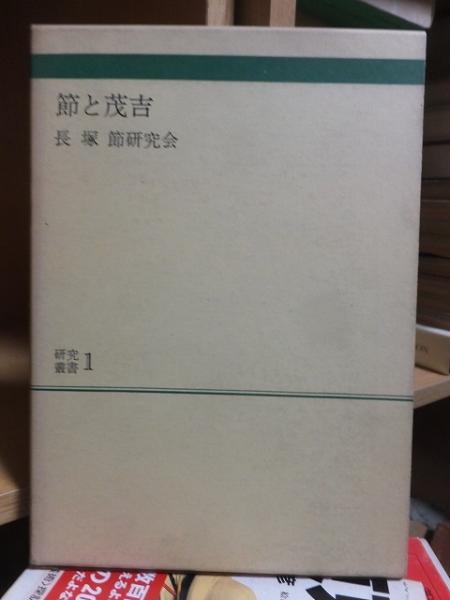 節と茂吉
長塚 節研究会
研究
叢書 1